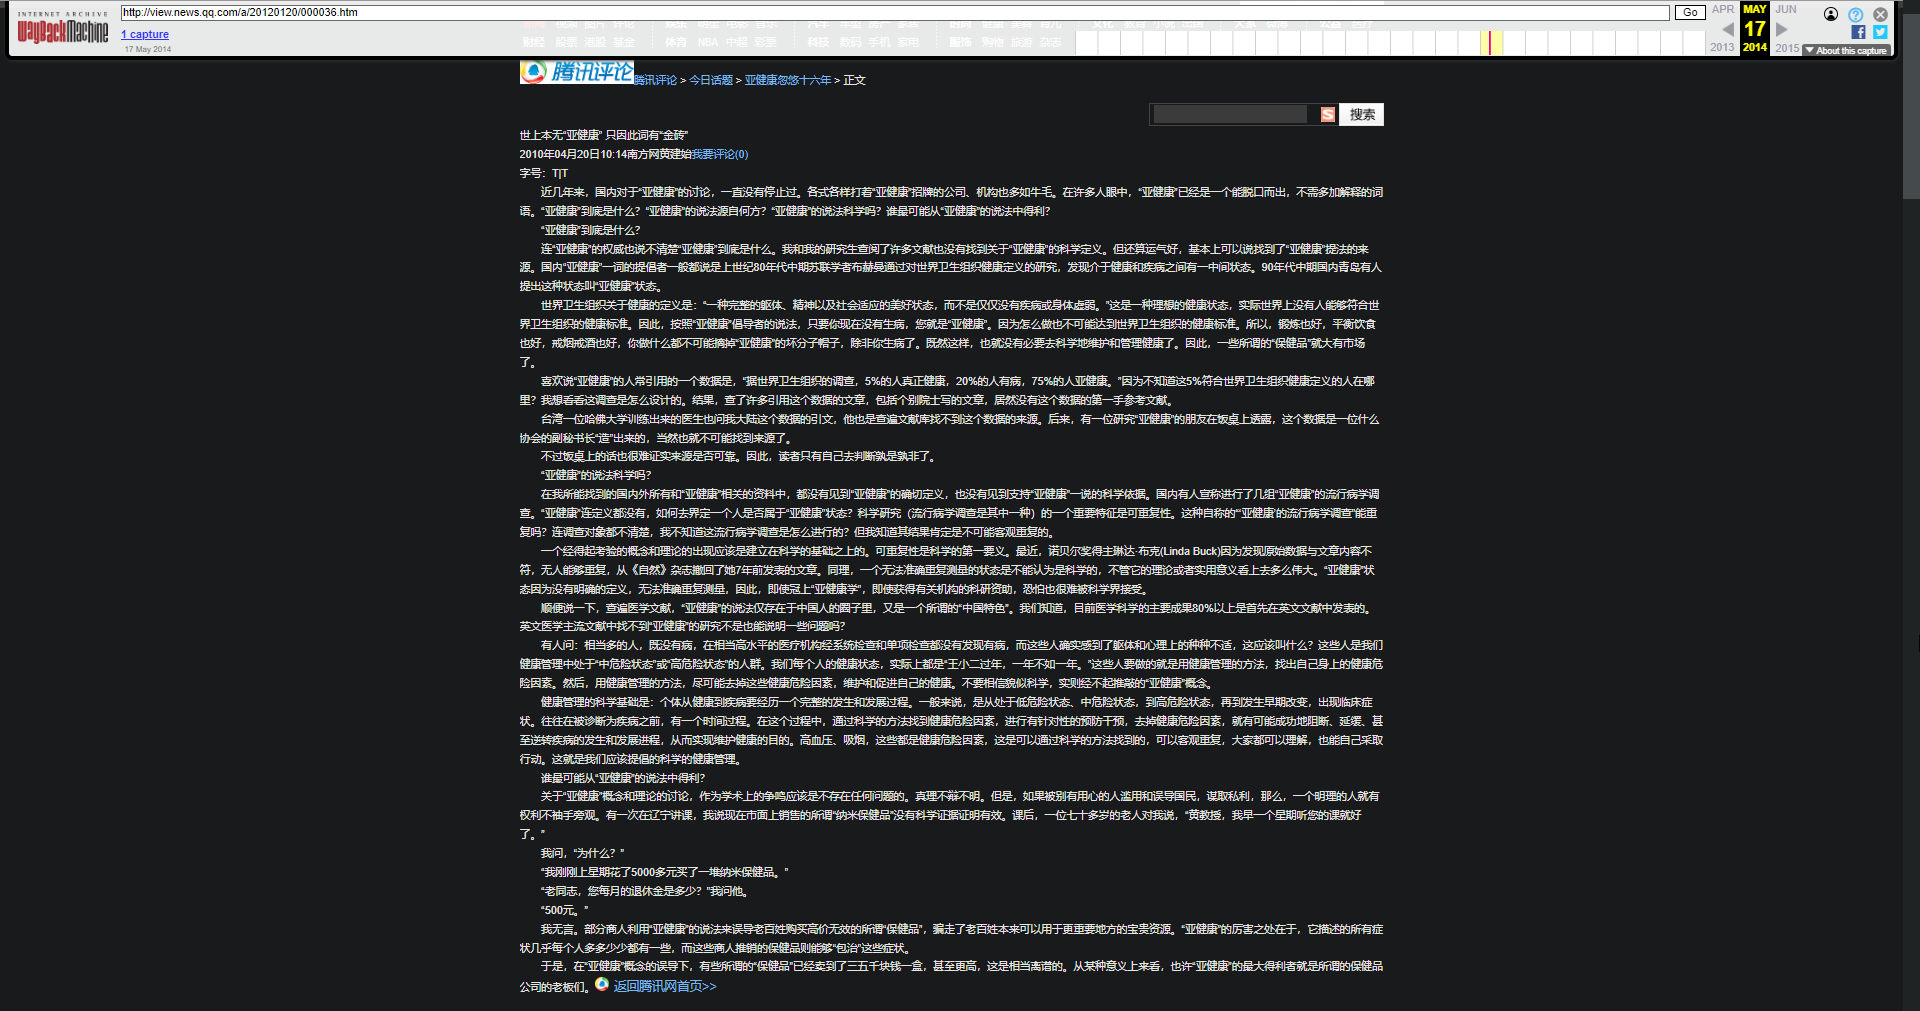 INTERNET ARCHIVE
WayBackMachine
http://view.news.qq.com/a/20120120/000036.htm
Go
1 capture
17 May 2014
APR
MAY
JUN
17
2013
2014
2015
About this capture
财经 股票 港股 基金 体育 NBA 中超 彩票 科技 数码 手机 家电 服饰 购物 旅游 杂志
腾讯评论 腾讯评论 > 今日话题 > 亚健康忽悠十六年 > 正文
搜索
世上本无“亚健康” 只因此词有“金砖”
2010年04月20日10:14南方网黄建始我要评论(0)
字号：T|T
近几年来，国内对于“亚健康”的讨论，一直没有停止过。各式各样打着“亚健康”招牌的公司、机构也多如牛毛。在许多人眼中，“亚健康”已经是一个能脱口而出，不需多加解释的词
语。“亚健康”到底是什么？“亚健康”的说法源自何方？“亚健康”的说法科学吗？谁最可能从“亚健康”的说法中得利？
“亚健康”到底是什么？
连“亚健康”的权威也说不清楚“亚健康”到底是什么。我和我的研究生查阅了许多文献也没有找到关于“亚健康”的科学定义。但还算运气好，基本上可以说找到了“亚健康”提法的来
源。国内“亚健康”一词的提倡者一般都说是上世纪80年代中期苏联学者布赫曼通过对世界卫生组织健康定义的研究，发现介于健康和疾病之间有一中间状态。90年代中期国内青岛有人
提出这种状态叫“亚健康”状态。
世界卫生组织关于健康的定义是：“一种完整的躯体、精神以及社会适应的美好状态，而不是仅仅没有疾病或身体虚弱。”这是一种理想的健康状态，实际世界上没有人能够符合世
界卫生组织的健康标准。因此，按照“亚健康”倡导者的说法，只要你现在没有生病，您就是“亚健康”。因为怎么做也不可能达到世界卫生组织的健康标准。所以，锻炼也好，平衡饮食
也好，戒烟戒酒也好，你做什么都不可能摘掉“亚健康”的坏分子帽子，除非你生病了。既然这样，也就没有必要去科学地维护和管理健康了。因此，一些所谓的“保健品”就大有市场
了。
喜欢说“亚健康”的人常引用的一个数据是，“据世界卫生组织的调查，5%的人真正健康，20%的人有病，75%的人亚健康。”因为不知道这5%符合世界卫生组织健康定义的人在哪
里？我想看看这调查是怎么设计的。结果，查了许多引用这个数据的文章，包括个别院士写的文章，居然没有这个数据的第一手参考文献。
台湾一位哈佛大学训练出来的医生也问我大陆这个数据的引文，他也是查遍文献库找不到这个数据的来源。后来，有一位研究“亚健康”的朋友在饭桌上透露，这个数据是一位什么
协会的副秘书长“造”出来的，当然也就不可能找到来源了。
不过饭桌上的话也很难证实来源是否可靠。因此，读者只有自己去判断孰是孰非了。
“亚健康”的说法科学吗？
在我所能找到的国内外所有和“亚健康”相关的资料中，都没有见到“亚健康”的确切定义，也没有见到支持“亚健康”一说的科学依据。国内有人宣称进行了几组“亚健康”的流行病学调
查。“亚健康”连定义都没有，如何去界定一个人是否属于“亚健康”状态？科学研究（流行病学调查是其中一种）的一个重要特征是可重复性。这种自称的“‘亚健康’的流行病学调查”能重
复吗？连调查对象都不清楚，我不知道这流行病学调查是怎么进行的？但我知道其结果肯定是不可能客观重复的。
一个经得起考验的概念和理论的出现应该是建立在科学的基础之上的。可重复性是科学的第一要义。最近，诺贝尔奖得主琳达·布克(Linda Buck)因为发现原始数据与文章内容不
符，无人能够重复，从《自然》杂志撤回了她7年前发表的文章。同理，一个无法准确重复测量的状态是不能认为是科学的，不管它的理论或者实用意义看上去多么伟大。“亚健康”状
态因为没有明确的定义，无法准确重复测量，因此，即使冠上“亚健康学”，即使获得有关机构的科研资助，恐怕也很难被科学界接受。
顺便说一下，查遍医学文献，“亚健康”的说法仅存在于中国人的圈子里，又是一个所谓的“中国特色”。我们知道，目前医学科学的主要成果80%以上是首先在英文文献中发表的。
英文医学主流文献中找不到“亚健康”的研究不是也能说明一些问题吗？
有人问：相当多的人，既没有病，在相当高水平的医疗机构经系统检查和单项检查都没有发现有病，而这些人确实感到了躯体和心理上的种种不适，这应该叫什么？这些人是我们
健康管理中处于“中危险状态”或“高危险状态”的人群。我们每个人的健康状态，实际上都是“王小二过年，一年不如一年。”这些人要做的就是用健康管理的方法，找出自己身上的健康危
险因素。然后，用健康管理的方法，尽可能去掉这些健康危险因素，维护和促进自己的健康。不要相信貌似科学，实则经不起推敲的“亚健康”概念。
健康管理的科学基础是：个体从健康到疾病要经历一个完整的发生和发展过程。一般来说，是从处于低危险状态、中危险状态，到高危险状态，再到发生早期改变，出现临床症
状。往往在被诊断为疾病之前，有一个时间过程。在这个过程中，通过科学的方法找到健康危险因素，进行有针对性的预防干预，去掉健康危险因素，就有可能成功地阻断、延缓、甚
至逆转疾病的发生和发展进程，从而实现维护健康的目的。高血压、吸烟，这些都是健康危险因素，这是可以通过科学的方法找到的，可以客观重复，大家都可以理解，也能自己采取
行动。这就是我们应该提倡的科学的健康管理。
谁最可能从“亚健康”的说法中得利？
关于“亚健康”概念和理论的讨论，作为学术上的争鸣应该是不存在任何问题的。真理不辩不明。但是，如果被别有用心的人滥用和误导国民，谋取私利，那么，一个明理的人就有
权利不袖手旁观。有一次在辽宁讲课，我说现在市面上销售的所谓“纳米保健品”没有科学证据证明有效。课后，一位七十多岁的老人对我说，“黄教授，我早一个星期听您的课就好
了。”
我问，“为什么？”
“我刚刚上星期花了5000多元买了一堆纳米保健品。”
“老同志，您每月的退休金是多少？”我问他。
“500元。”
我无言。部分商人利用“亚健康”的说法来误导老百姓购买高价无效的所谓“保健品”，骗走了老百姓本来可以用于更重要地方的宝贵资源。“亚健康”的厉害之处在于，它描述的所有症
状几乎每个人多多少少都有一些，而这些商人推销的保健品则能够“包治”这些症状。
于是，在“亚健康”概念的误导下，有些所谓的“保健品”已经卖到了三五千块钱一盒，甚至更高，这是相当离谱的。从某种意义上来看，也许“亚健康”的最大得利者就是所谓的保健品
公司的老板们。 返回腾讯网首页>>